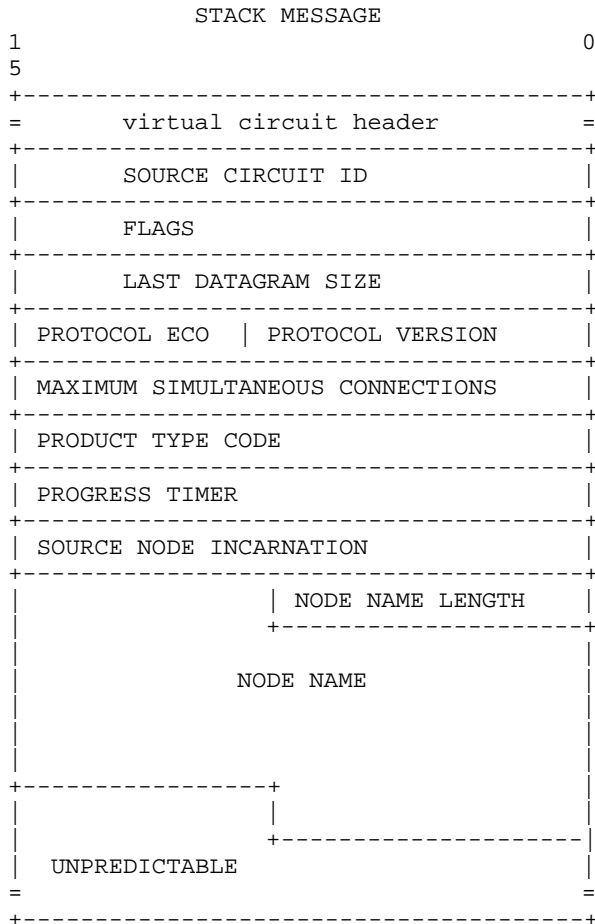 STACK MESSAGE
1 0
5
virtual circuit header
SOURCE CIRCUIT ID
FLAGS
LAST DATAGRAM SIZE
PROTOCOL ECO | PROTOCOL VERSION
MAXIMUM SIMULTANEOUS CONNECTIONS
PRODUCT TYPE CODE
PROGRESS TIMER
SOURCE NODE INCARNATION
NODE NAME LENGTH
NODE NAME
UNPREDICTABLE